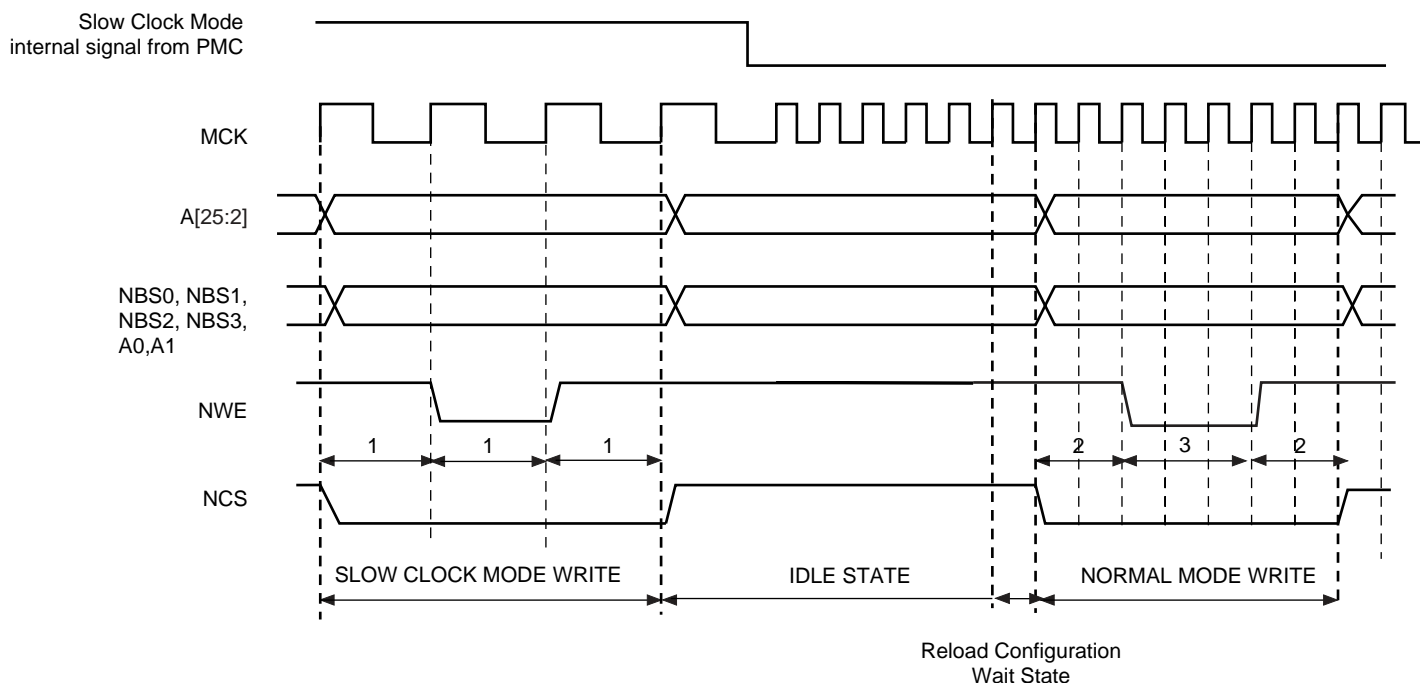 Slow Clock Mode
internal signal from PMC
MCK
A[25:2]
NBS0, NBS1,
NBS2, NBS3,
A0,A1
NWE
1 1 1 2 3 2
NCS
SLOW CLOCK MODE WRITE IDLE STATE NORMAL MODE WRITE
Reload Configuration
Wait State